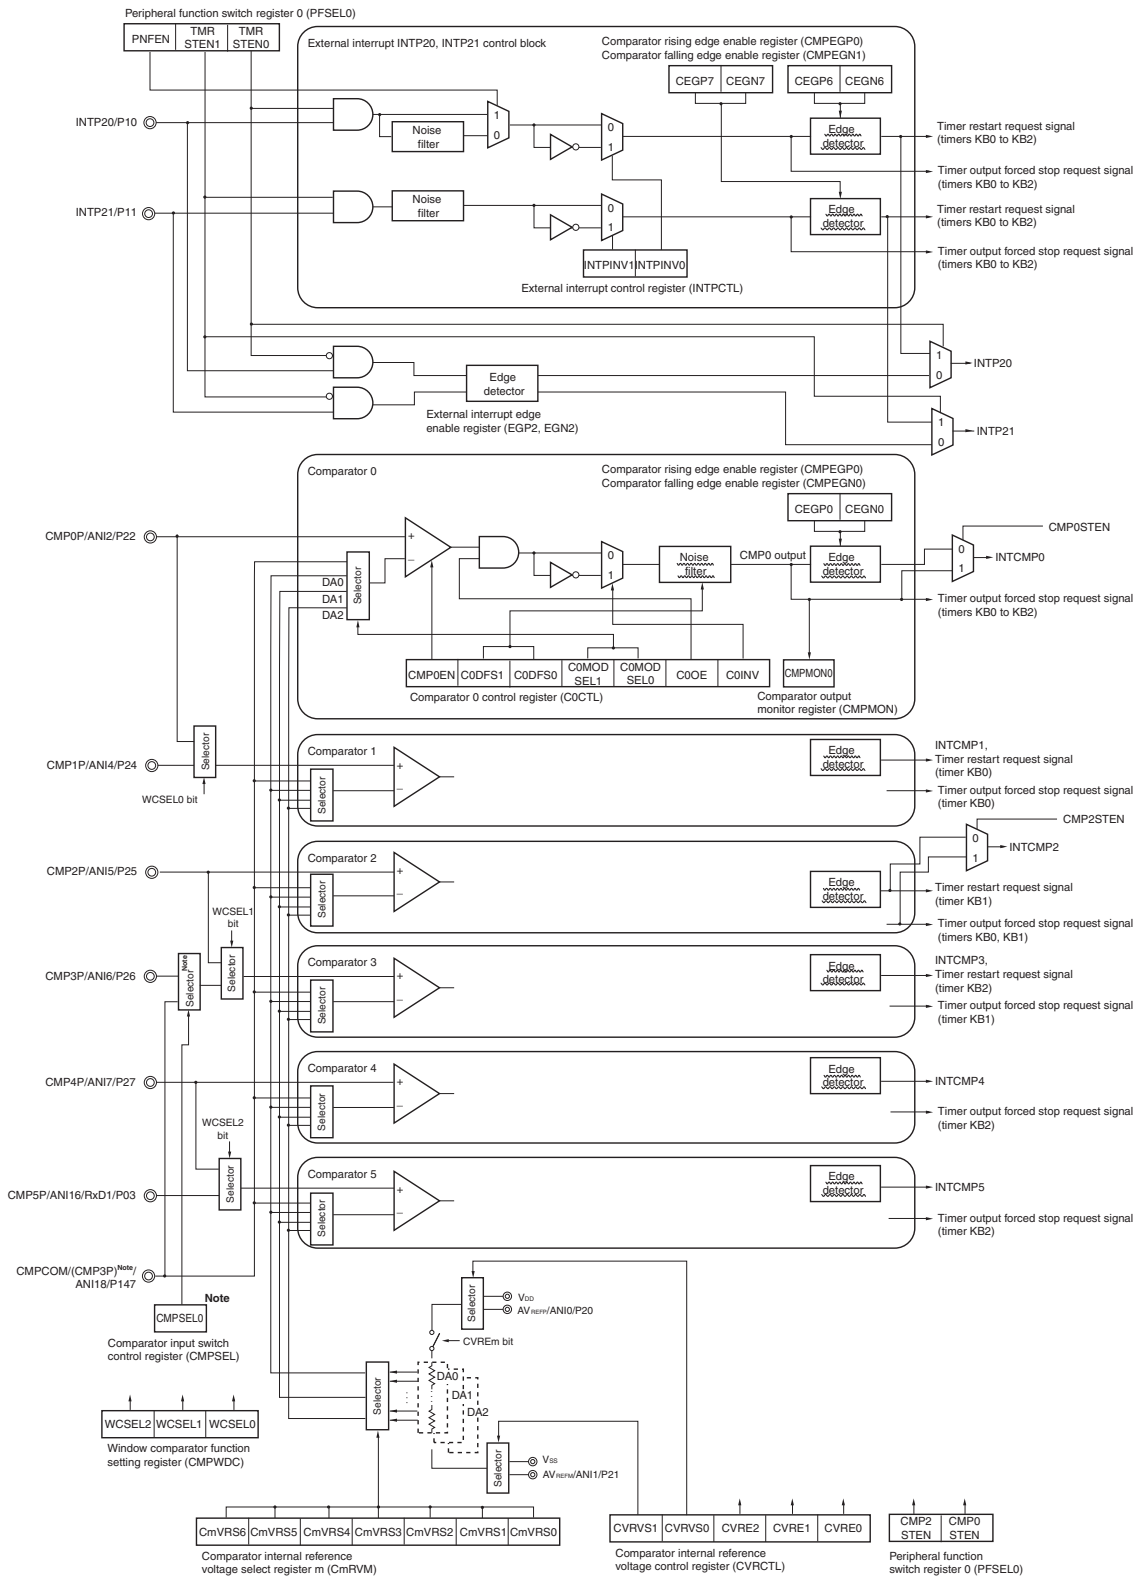 Peripheral function switch register 0 (PFSEL0)
PNFEN
TMR STEN1
TMR STEN0
External interrupt INTP20, INTP21 control block
Comparator rising edge enable register (CMPEGP0)
Comparator falling edge enable register (CMPEGN1)
CEGP7
CEGN7
CEGP6
CEGN6
INTP20/P10
Noise filter
1
0
0
1
Edge detector
Timer restart request signal
(timers KB0 to KB2)
Timer output forced stop request signal
(timers KB0 to KB2)
INTP21/P11
Noise filter
0
1
Edge detector
Timer restart request signal
(timers KB0 to KB2)
Timer output forced stop request signal
(timers KB0 to KB2)
INTPINV1
INTPINV0
External interrupt control register (INTPCTL)
1
0
INTP20
Edge detector
External interrupt edge
enable register (EGP2, EGN2)
1
0
INTP21
Comparator 0
Comparator rising edge enable register (CMPEGP0)
Comparator falling edge enable register (CMPEGN0)
CEGP0
CEGN0
CMP0P/ANI2/P22
+
−
Selector
DA0
DA1
DA2
0
1
Noise filter
CMP0 output
Edge detector
CMP0STEN
0
1
INTCMP0
Timer output forced stop request signal
(timers KB0 to KB2)
CMP0EN
C0DFS1
C0DFS0
C0MOD SEL1
C0MOD SEL0
C0OE
C0INV
Comparator 0 control register (C0CTL)
CMPMON0
Comparator output
monitor register (CMPMON)
CMP1P/ANI4/P24
Selector
WCSEL0 bit
Comparator 1
Selector
+
−
Edge detector
INTCMP1,
Timer restart request signal
(timer KB0)
Timer output forced stop request signal
(timer KB0)
CMP2P/ANI5/P25
Comparator 2
Selector
+
−
Edge detector
CMP2STEN
0
1
INTCMP2
Timer restart request signal
(timer KB1)
Timer output forced stop request signal
(timers KB0, KB1)
WCSEL1
bit
CMP3P/ANI6/P26
Selector Note
Selector
Comparator 3
Selector
+
−
Edge detector
INTCMP3,
Timer restart request signal
(timer KB2)
Timer output forced stop request signal
(timer KB1)
CMP4P/ANI7/P27
Comparator 4
Selector
+
−
Edge detector
INTCMP4
Timer output forced stop request signal
(timer KB2)
WCSEL2
bit
CMP5P/ANI16/RxD1/P03
Selector
Comparator 5
Selector
+
−
Edge detector
INTCMP5
Timer output forced stop request signal
(timer KB2)
CMPCOM/(CMP3P)Note/
ANI18/P147
Note
CMPSEL0
Comparator input switch
control register (CMPSEL)
Selector
VDD
AVREFP/ANI0/P20
CVREm bit
Selector
DA0
DA1
DA2
Selector
VSS
AVREFM/ANI1/P21
WCSEL2
WCSEL1
WCSEL0
Window comparator function
setting register (CMPWDC)
CmVRS6
CmVRS5
CmVRS4
CmVRS3
CmVRS2
CmVRS1
CmVRS0
Comparator internal reference
voltage select register m (CmRVM)
CVRVS1
CVRVS0
CVRE2
CVRE1
CVRE0
Comparator internal reference
voltage control register (CVRCTL)
CMP2 STEN
CMP0 STEN
Peripheral function
switch register 0 (PFSEL0)